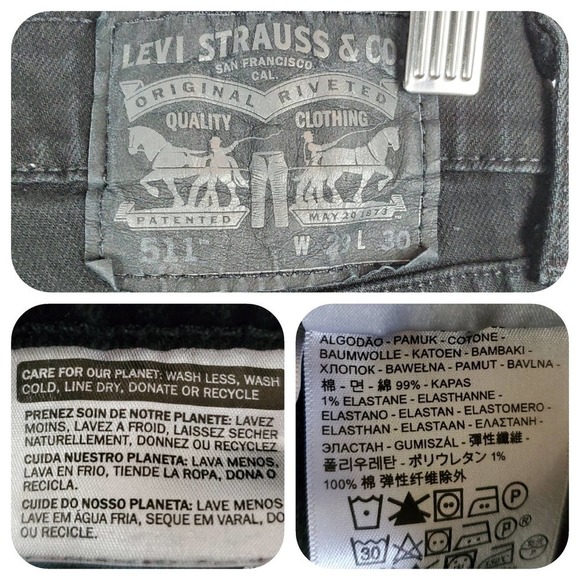 LEVI STRAUSS & CO
SAN FRANCISCO,
CAL.
ORIGINAL RIVETED
QUALITY CLOTHING
PATENTED MAY 20 1873
511™ W 29 L 30
CARE FOR OUR PLANET: WASH LESS, WASH
COLD, LINE DRY, DONATE OR RECYCLE
PRENEZ SOIN DE NOTRE PLANETE: LAVEZ
MOINS, LAVEZ A FROID, LAISSEZ SECHER
NATURELLEMENT, DONNEZ OU RECYCLEZ
CUIDA NUESTRO PLANETA: LAVA MENOS,
LAVA EN FRIO, TIENDE LA ROPA, DONA O
RECICLA.
CUIDE DO NOSSO PLANETA: LAVE MENOS
LAVE EM ÁGUA FRIA, SEQUE EM VARAL, DO
OU RECICLE.
ALGODÃO - PAMUK - COTONE -
BAUMWOLLE - KATOEN - BAMBAKI -
ХЛОПОК - BAWEŁNA - PAMUT - BAVLNA -
棉 - 면 - 綿 99% - KAPAS
1% ELASTANE - ELASTHANNE -
ELASTANO - ELASTAN - ELASTOMERO -
ELASTHAN - ELASTAAN - ΕΛΑΣΤΑΝΗ -
ЭЛАСТАН - GUMISZÁL - 弹性纖維 -
폴리우레탄 - ポリウレタン 1%
100% 棉 弹性纤维除外
P
30